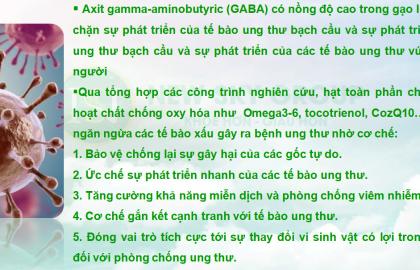 ▪ Axit gamma-aminobutyric (GABA) có nồng độ cao trong gạo l
chặn sự phát triển của tế bào ung thư bạch cầu và sự phát tri
ung thư bạch cầu và sự phát triển của các tế bào ung thư vú
người
▪Qua tổng hợp các công trình nghiên cứu, hạt toàn phần ch
hoạt chất chống oxy hóa như Omega3-6, tocotrienol, CozQ10..
ngăn ngừa các tế bào xấu gây ra bệnh ung thư nhờ cơ chế:
1. Bảo vệ chống lại sự gây hại của các gốc tự do.
2. Ức chế sự phát triển nhanh của các tế bào ung thư.
3. Tăng cường khả năng miễn dịch và phòng chống viêm nhiễm
4. Cơ chế gắn kết cạnh tranh với tế bào ung thư.
5. Đóng vai trò tích cực tới sự thay đổi vi sinh vật có lợi tron
đối với phòng chống ung thư.